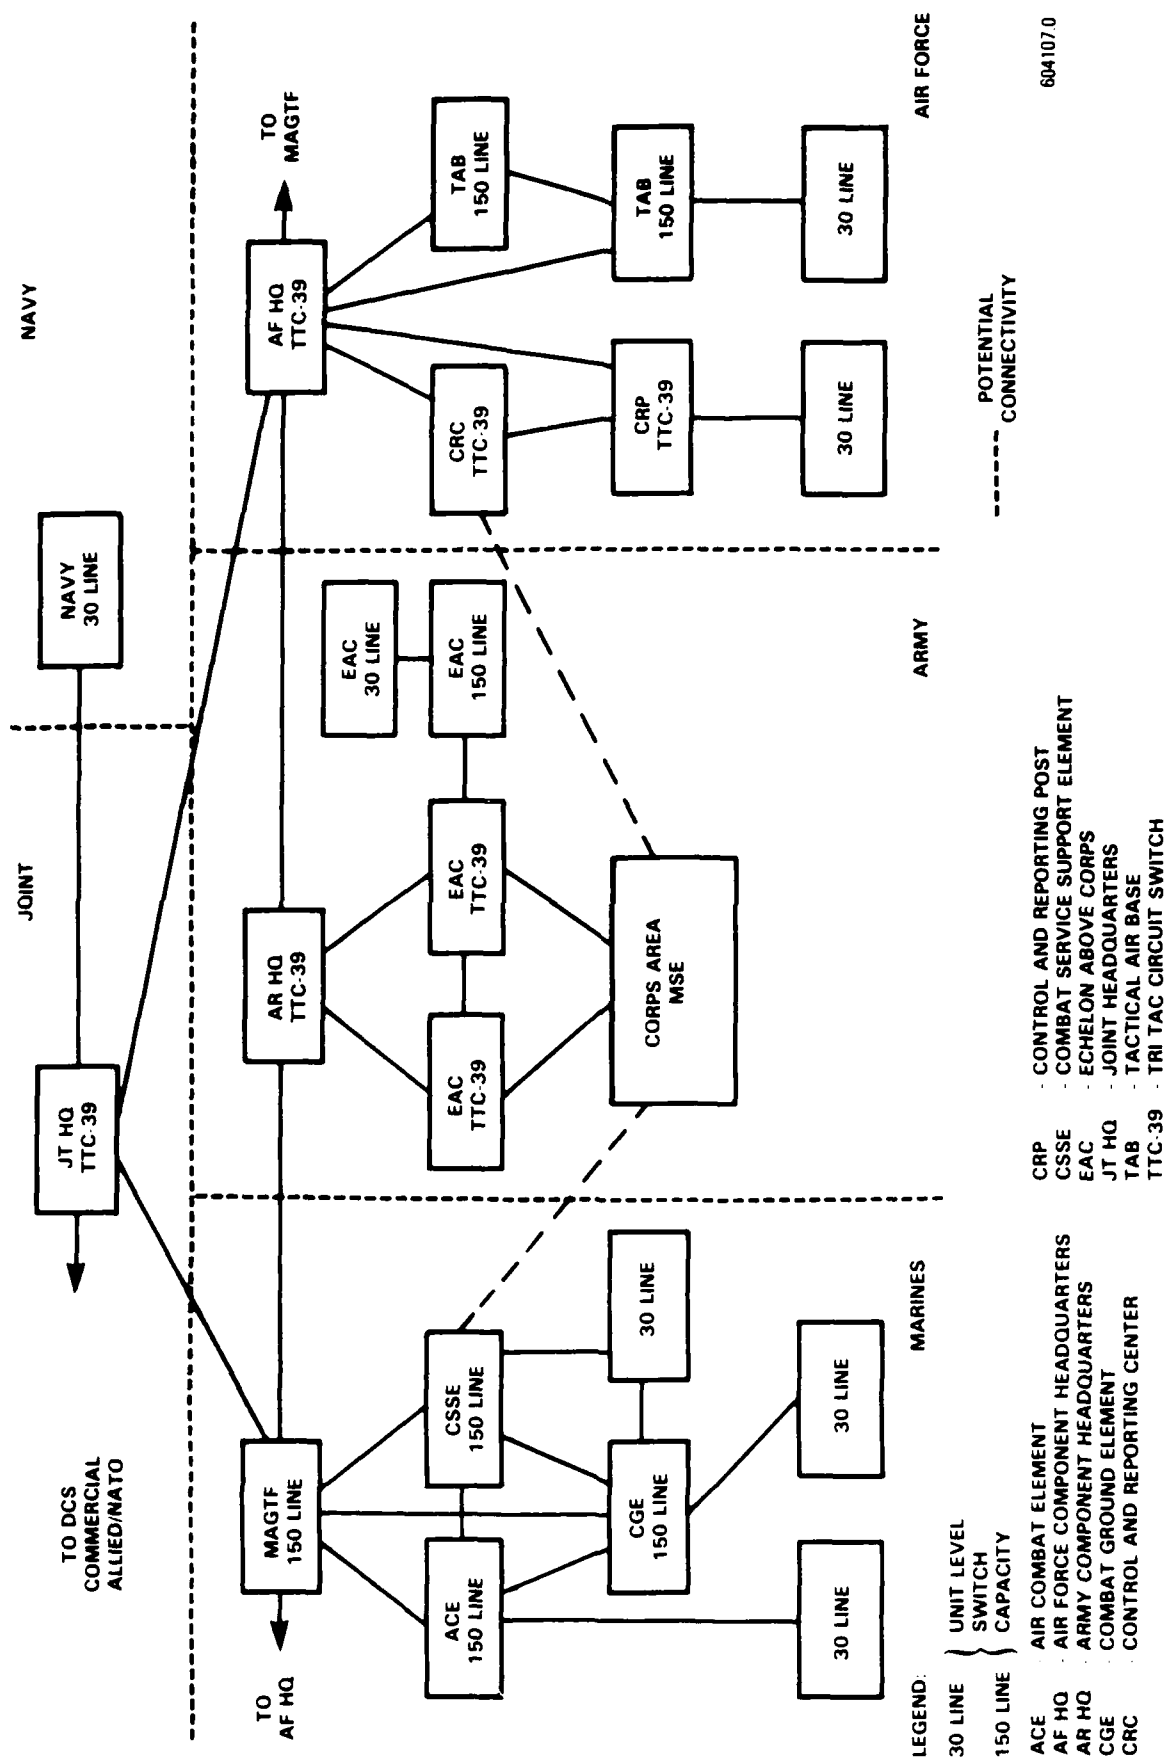 JOINT
NAVY
TO DCS
COMMERCIAL
ALLIED/NATO
JT HQ
TTC-39
NAVY
30 LINE
TO
AF HQ
MAGTF
150 LINE
AR HQ
TTC-39
AF HQ
TTC-39
TO
MAGTF
ACE
150 LINE
CSSE
150 LINE
CGE
150 LINE
30 LINE
30 LINE
30 LINE
MARINES
EAC
TTC-39
EAC
TTC-39
EAC
30 LINE
EAC
150 LINE
CORPS AREA
MSE
ARMY
CRC
TTC-39
TAB
150 LINE
CRP
TTC-39
TAB
150 LINE
30 LINE
30 LINE
AIR FORCE
LEGEND:
30 LINE
150 LINE
UNIT LEVEL
SWITCH
CAPACITY
------ POTENTIAL
CONNECTIVITY
ACE - AIR COMBAT ELEMENT
AF HQ - AIR FORCE COMPONENT HEADQUARTERS
AR HQ - ARMY COMPONENT HEADQUARTERS
CGE - COMBAT GROUND ELEMENT
CRC - CONTROL AND REPORTING CENTER
CRP - CONTROL AND REPORTING POST
CSSE - COMBAT SERVICE SUPPORT ELEMENT
EAC - ECHELON ABOVE CORPS
JT HQ - JOINT HEADQUARTERS
TAB - TACTICAL AIR BASE
TTC-39 - TRI TAC CIRCUIT SWITCH
604107.0